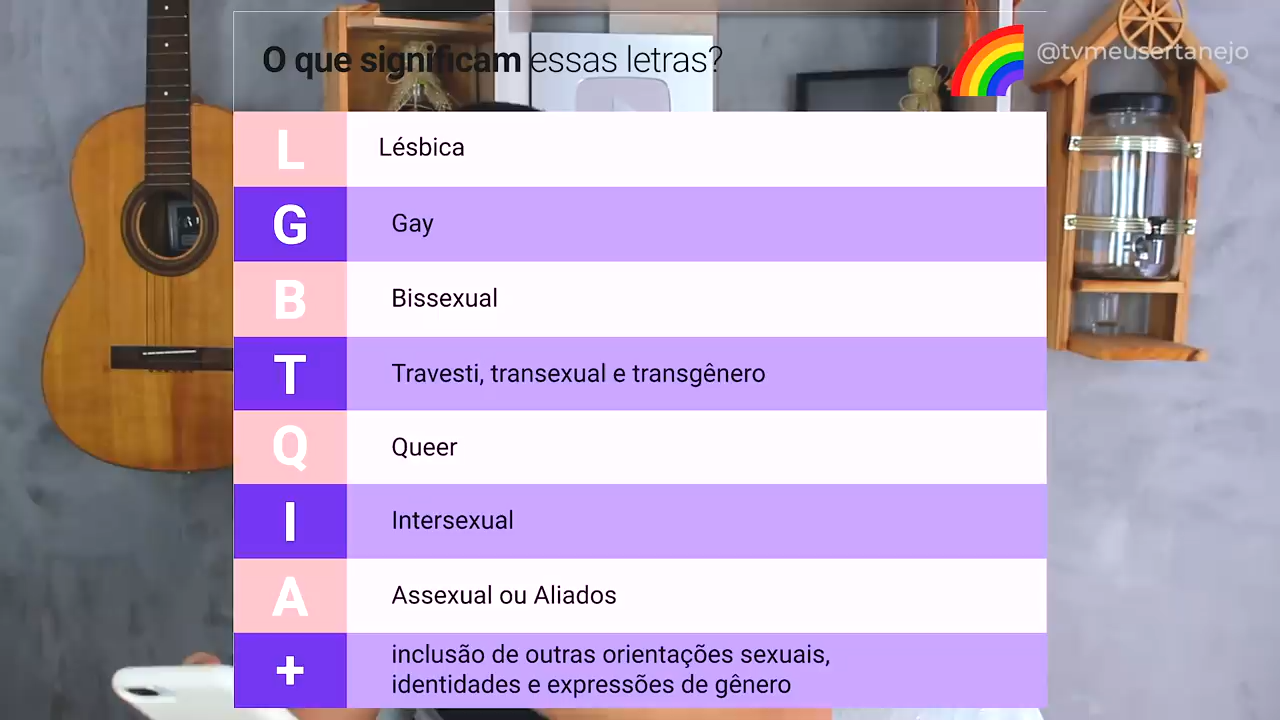 O que significam essas letras?
@tvmeusertanejo
L Lésbica
G Gay
B Bissexual
T Travesti, transexual e transgênero
Q Queer
I Intersexual
A Assexual ou Aliados
+ inclusão de outras orientações sexuais,
identidades e expressões de gênero